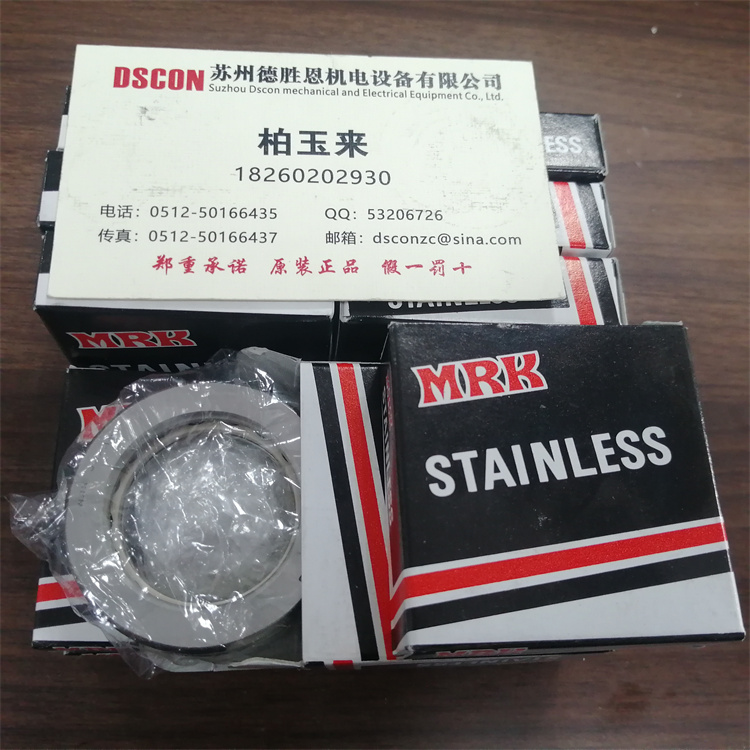 DSCON 苏州德胜恩机电设备有限公司
Suzhou Dscon mechanical and Electrical Equipment Co., Ltd.
柏玉来
18260202930
电话：0512-50166435 QQ：53206726
传真：0512-50166437 邮箱：dsconzc@sina.com
郑重承诺 原装正品 假一罚十
STAINLESS
MRK
MRK
STAINLESS
MRK
STAINLESS